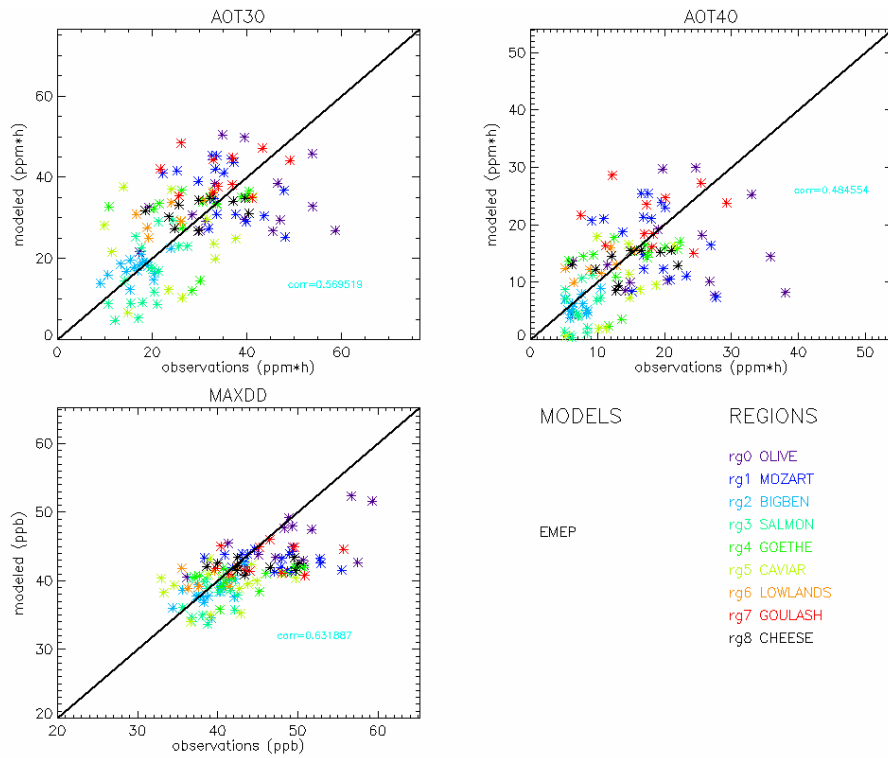 AOT30
modeled (ppm*h)
60
40
20
0
0 20 40 60
observations (ppm*h)
corr=0.569519
AOT40
modeled (ppm*h)
50
40
30
20
10
0
0 10 20 30 40 50
observations (ppm*h)
corr=0.484554
MAXDD
modeled (ppb)
60
50
40
30
20
20 30 40 50 60
observations (ppb)
corr=0.631887
MODELS
EMEP
REGIONS
rg0 OLIVE
rg1 MOZART
rg2 BIGBEN
rg3 SALMON
rg4 GOETHE
rg5 CAVIAR
rg6 LOWLANDS
rg7 GOULASH
rg8 CHEESE